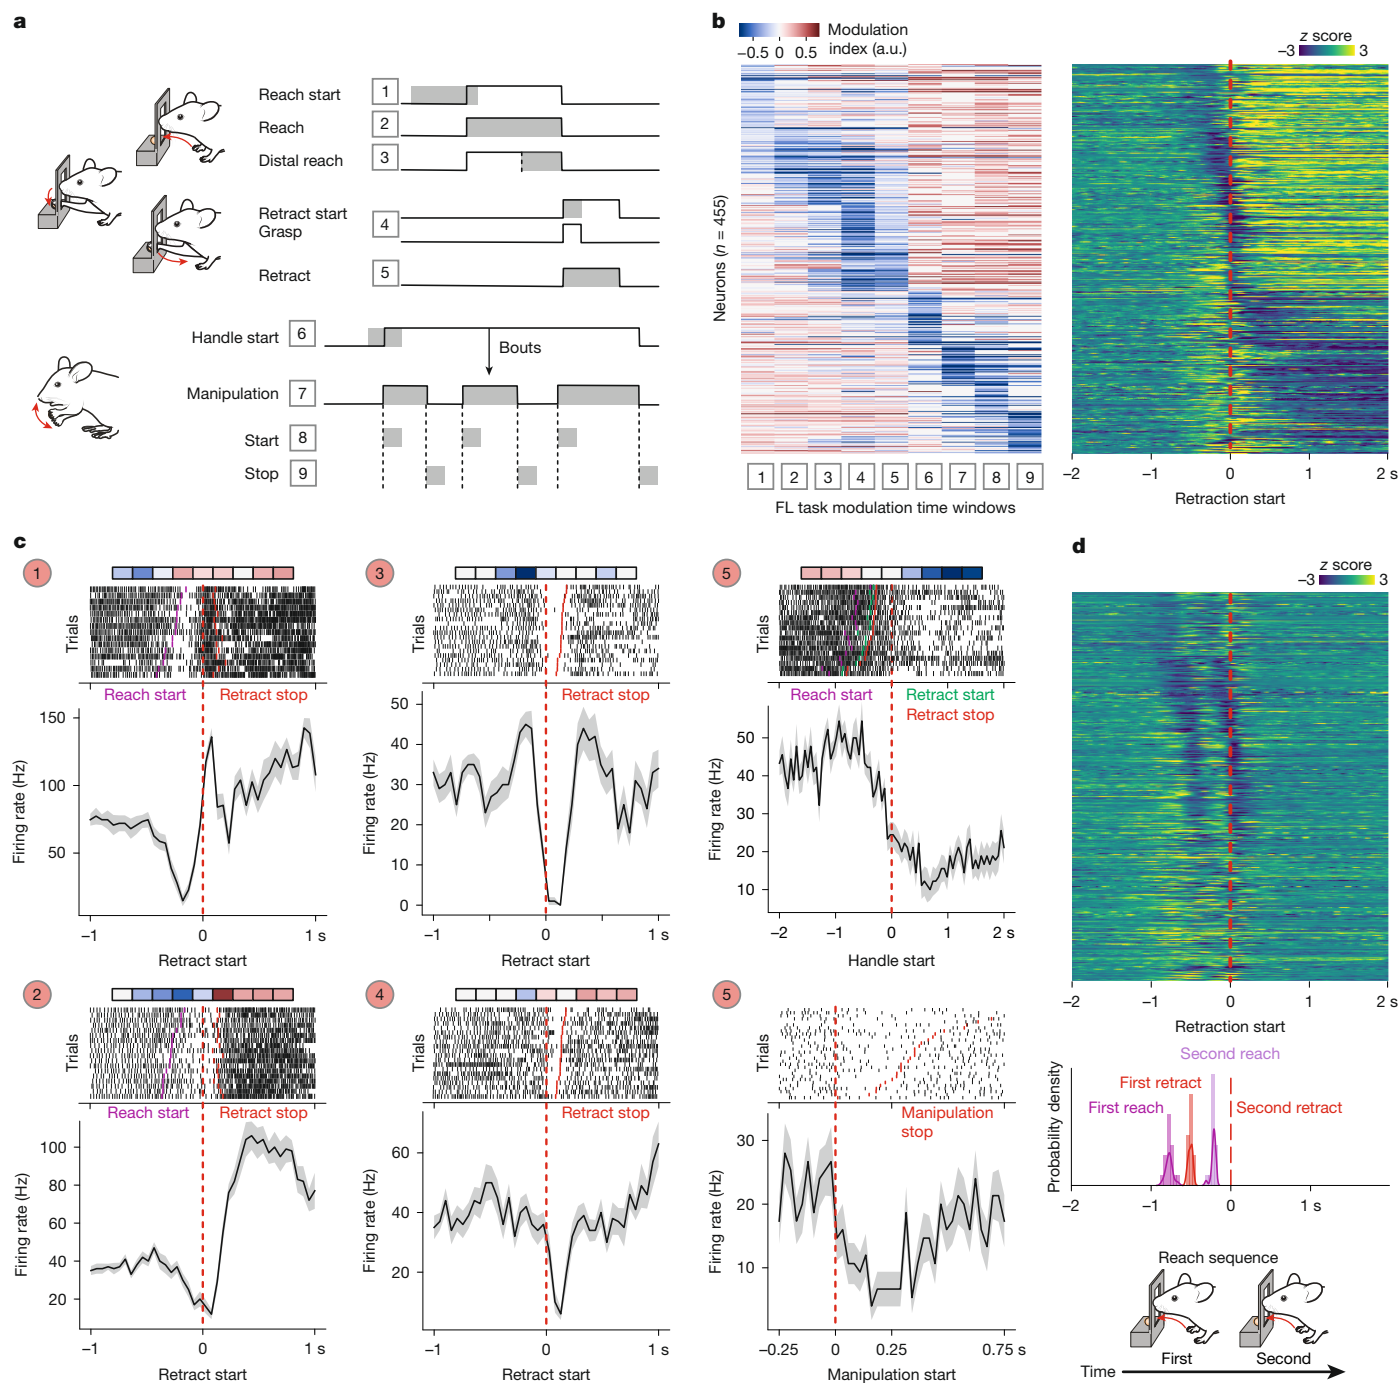 a
Reach start
1
Reach
2
Distal reach
3
Retract start
Grasp
4
Retract
5
Handle start
6
Bouts
Manipulation
7
Start
8
Stop
9
b
−0.5 0 0.5
Modulation
index (a.u.)
z score
−3 3
Neurons (n = 455)
1 2 3 4 5 6 7 8 9
FL task modulation time windows
−2 −1 0 1 2 s
Retraction start
c
1
Trials
Reach start
Retract stop
150
100
50
Firing rate (Hz)
−1 0 1 s
Retract start
3
Trials
Retract stop
50
40
30
20
10
0
Firing rate (Hz)
−1 0 1 s
Retract start
5
Trials
Reach start
Retract start
Retract stop
50
40
30
20
10
Firing rate (Hz)
−2 −1 0 1 2 s
Handle start
2
Trials
Reach start
Retract stop
100
80
60
40
20
Firing rate (Hz)
−1 0 1 s
Retract start
4
Trials
Retract stop
60
40
20
Firing rate (Hz)
−1 0 1 s
Retract start
5
Trials
Manipulation
stop
30
20
10
Firing rate (Hz)
−0.25 0 0.75 s
Manipulation start
d
z score
−3 3
−2 −1 0 1 2 s
Retraction start
Second reach
First retract
First reach
Second retract
Probability density
−2 −1 0 1 s
Reach sequence
First
Second
Time